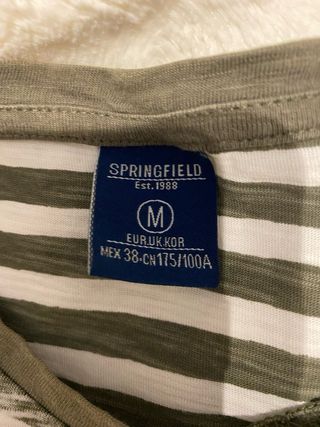 SPRINGFIELD
Est.1988
M
EUR.UK.KOR
MEX 38-CN175/100A